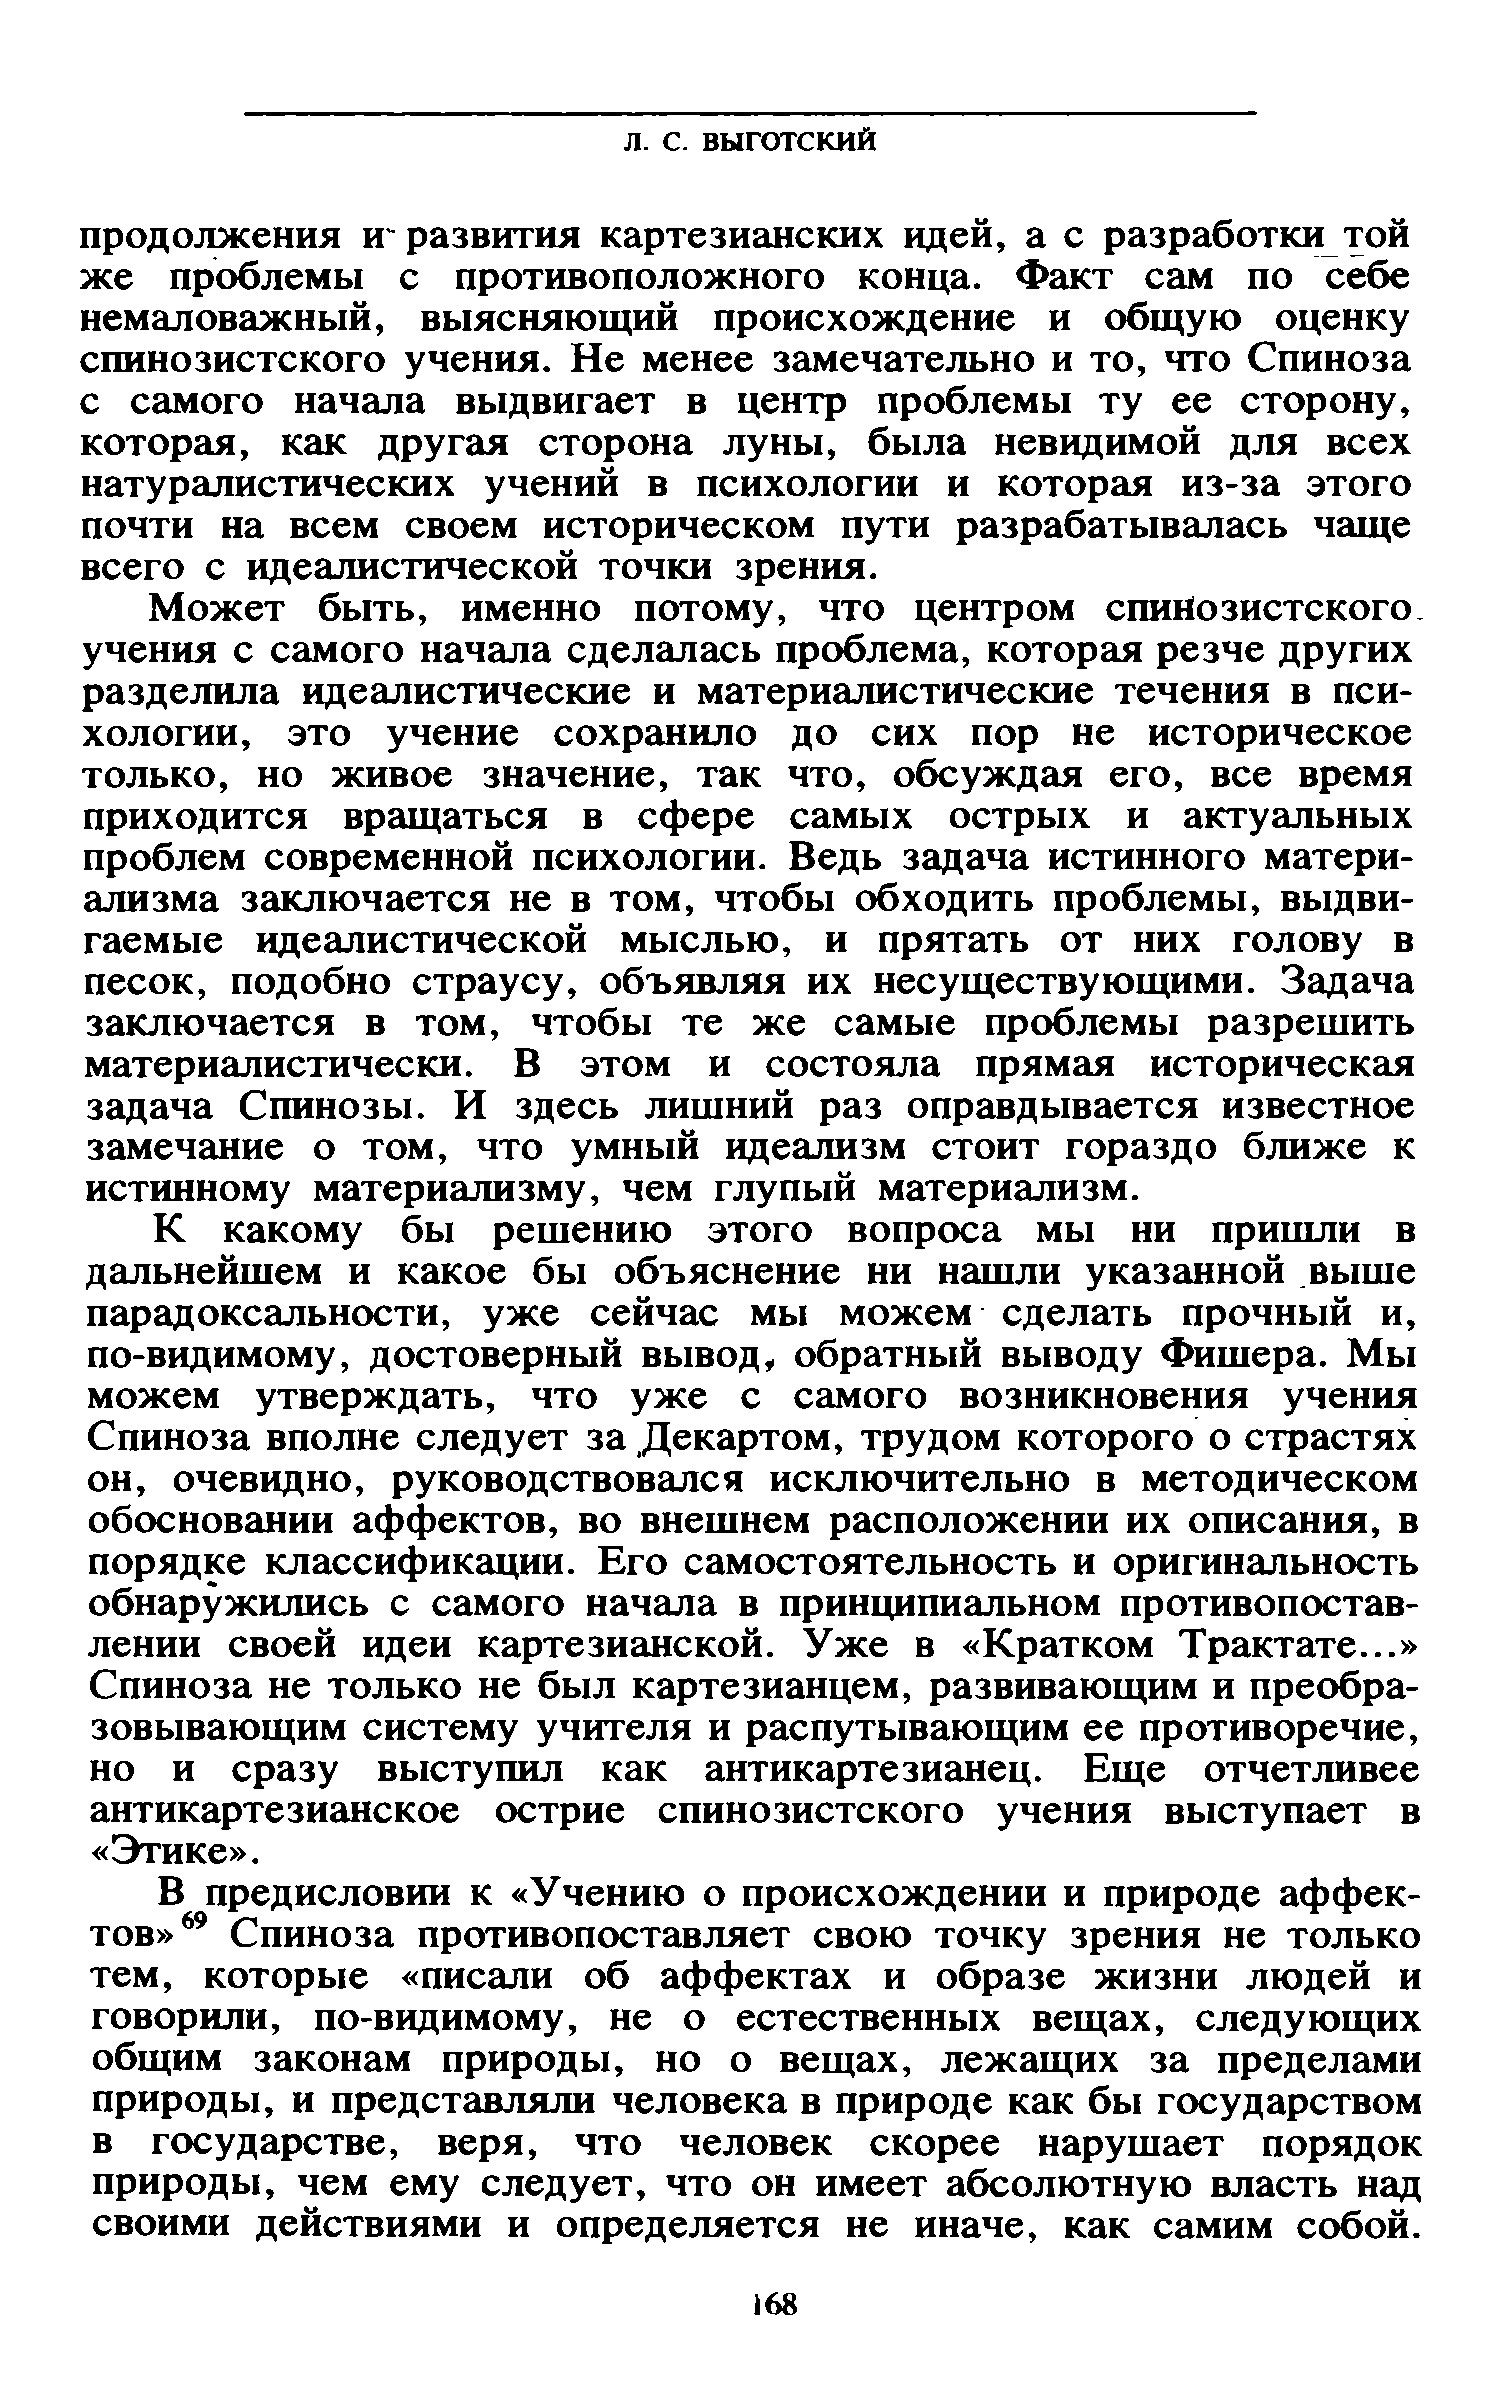 Л. С. ВЫГОТСКИЙ
продолжения и развития картезианских идей, а с разработки той
же проблемы с противоположного конца. Факт сам по себе
немаловажный, выясняющий происхождение и общую оценку
спинозистского учения. Не менее замечательно и то, что Спиноза
с самого начала выдвигает в центр проблемы ту ее сторону,
которая, как другая сторона луны, была невидимой для всех
натуралистических учений в психологии и которая из-за этого
почти на всем своем историческом пути разрабатывалась чаще
всего с идеалистической точки зрения.
Может быть, именно потому, что центром спинозистского
учения с самого начала сделалась проблема, которая резче других
разделила идеалистические и материалистические течения в пси-
хологии, это учение сохранило до сих пор не историческое
только, но живое значение, так что, обсуждая его, все время
приходится вращаться в сфере самых острых и актуальных
проблем современной психологии. Ведь задача истинного матери-
ализма заключается не в том, чтобы обходить проблемы, выдви-
гаемые идеалистической мыслью, и прятать от них голову в
песок, подобно страусу, объявляя их несуществующими. Задача
заключается в том, чтобы те же самые проблемы разрешить
материалистически. В этом и состояла прямая историческая
задача Спинозы. И здесь лишний раз оправдывается известное
замечание о том, что умный идеализм стоит гораздо ближе к
истинному материализму, чем глупый материализм.
К какому бы решению этого вопроса мы ни пришли в
дальнейшем и какое бы объяснение ни нашли указанной выше
парадоксальности, уже сейчас мы можем сделать прочный и,
по-видимому, достоверный вывод, обратный выводу Фишера. Мы
можем утверждать, что уже с самого возникновения учения
Спиноза вполне следует за Декартом, трудом которого о страстях
он, очевидно, руководствовался исключительно в методическом
обосновании аффектов, во внешнем расположении их описания, в
порядке классификации. Его самостоятельность и оригинальность
обнаружились с самого начала в принципиальном противопостав-
лении своей идеи картезианской. Уже в «Кратком Трактате...»
Спиноза не только не был картезианцем, развивающим и преобра-
зовывающим систему учителя и распутывающим ее противоречие,
но и сразу выступил как антикартезианец. Еще отчетливее
антикартезианское острие спинозистского учения выступает в
«Этике».
В предисловии к «Учению о происхождении и природе аффек-
тов»⁶⁹ Спиноза противопоставляет свою точку зрения не только
тем, которые «писали об аффектах и образе жизни людей и
говорили, по-видимому, не о естественных вещах, следующих
общим законам природы, но о вещах, лежащих за пределами
природы, и представляли человека в природе как бы государством
в государстве, веря, что человек скорее нарушает порядок
природы, чем ему следует, что он имеет абсолютную власть над
своими действиями и определяется не иначе, как самим собой.
168